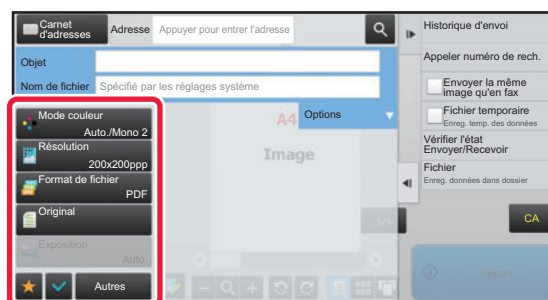 Carnet
d'adresses
Adresse
Appuyer pour entrer l'adresse
Objet
Nom de fichier
Spécifié par les réglages système
Mode couleur
Auto./Mono 2
Résolution
200x200ppp
Format de fichier
PDF
Original
Exposition
Auto
Autres
A4
Options
Image
1/5
Historique d'envoi
Appeler numéro de rech.
Envoyer la même
image qu'en fax
Fichier temporaire
Enreg. temp. des données
Vérifier l'état
Envoyer/Recevoir
Fichier
Enreg. données dans dossier
CA
Départ